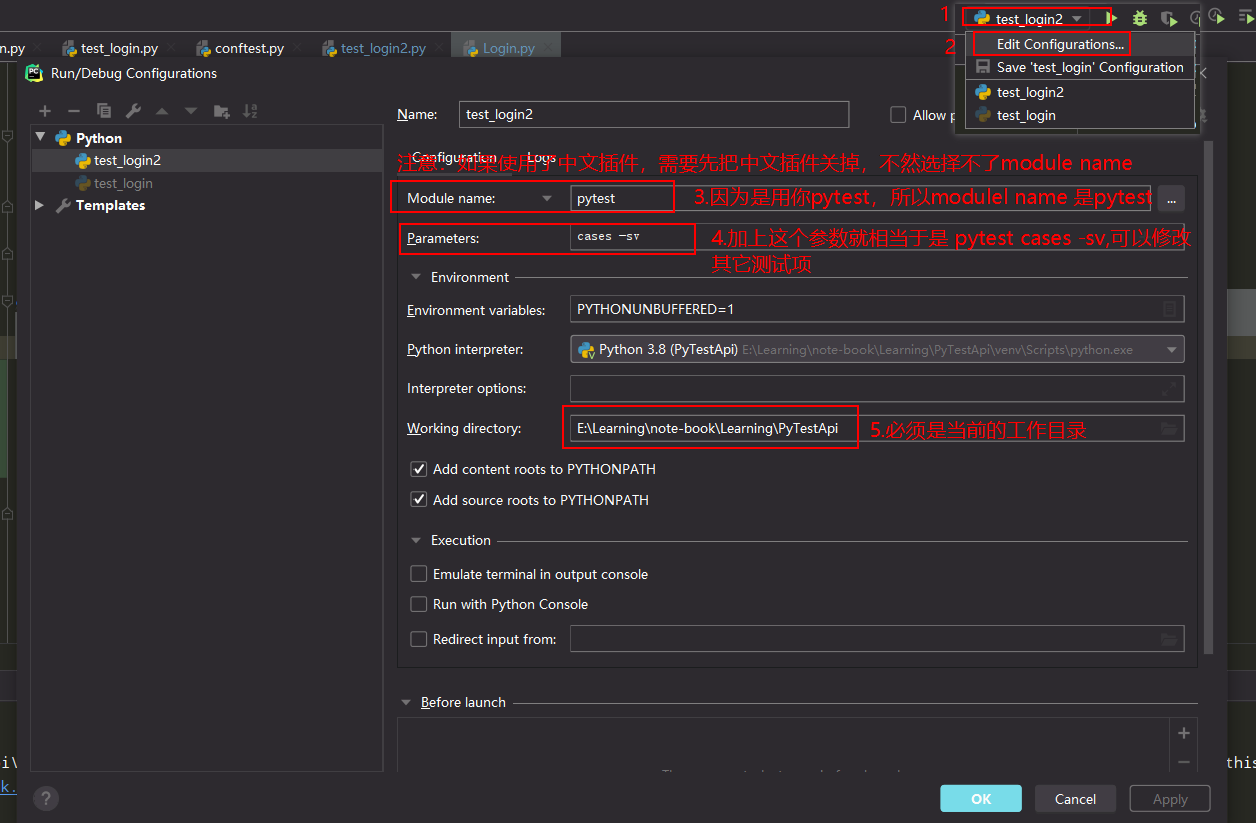 1 test_login2
n.py test_login.py conftest.py test_login2.py Login.py
2 Edit Configurations...
Save 'test_login' Configuration
test_login2
test_login
PC Run/Debug Configurations
Name: test_login2 Allow p
Python
test_login2
test_login
Templates
Configuration Logs
注意：如果使用了中文插件，需要先把中文插件关掉，不然选择不了module name
Module name: pytest ... 3.因为是用你pytest，所以modulel name 是pytest
Parameters: cases -sv 4.加上这个参数就相当于是 pytest cases -sv,可以修改
其它测试项
Environment
Environment variables: PYTHONUNBUFFERED=1
Python interpreter: Python 3.8 (PyTestApi) E:\Learning\note-book\Learning\PyTestApi\venv\Scripts\python.exe
Interpreter options:
Working directory: E:\Learning\note-book\Learning\PyTestApi 5.必须是当前的工作目录
Add content roots to PYTHONPATH
Add source roots to PYTHONPATH
Execution
Emulate terminal in output console
Run with Python Console
Redirect input from:
Before launch
i\ this
k.
? OK Cancel Apply